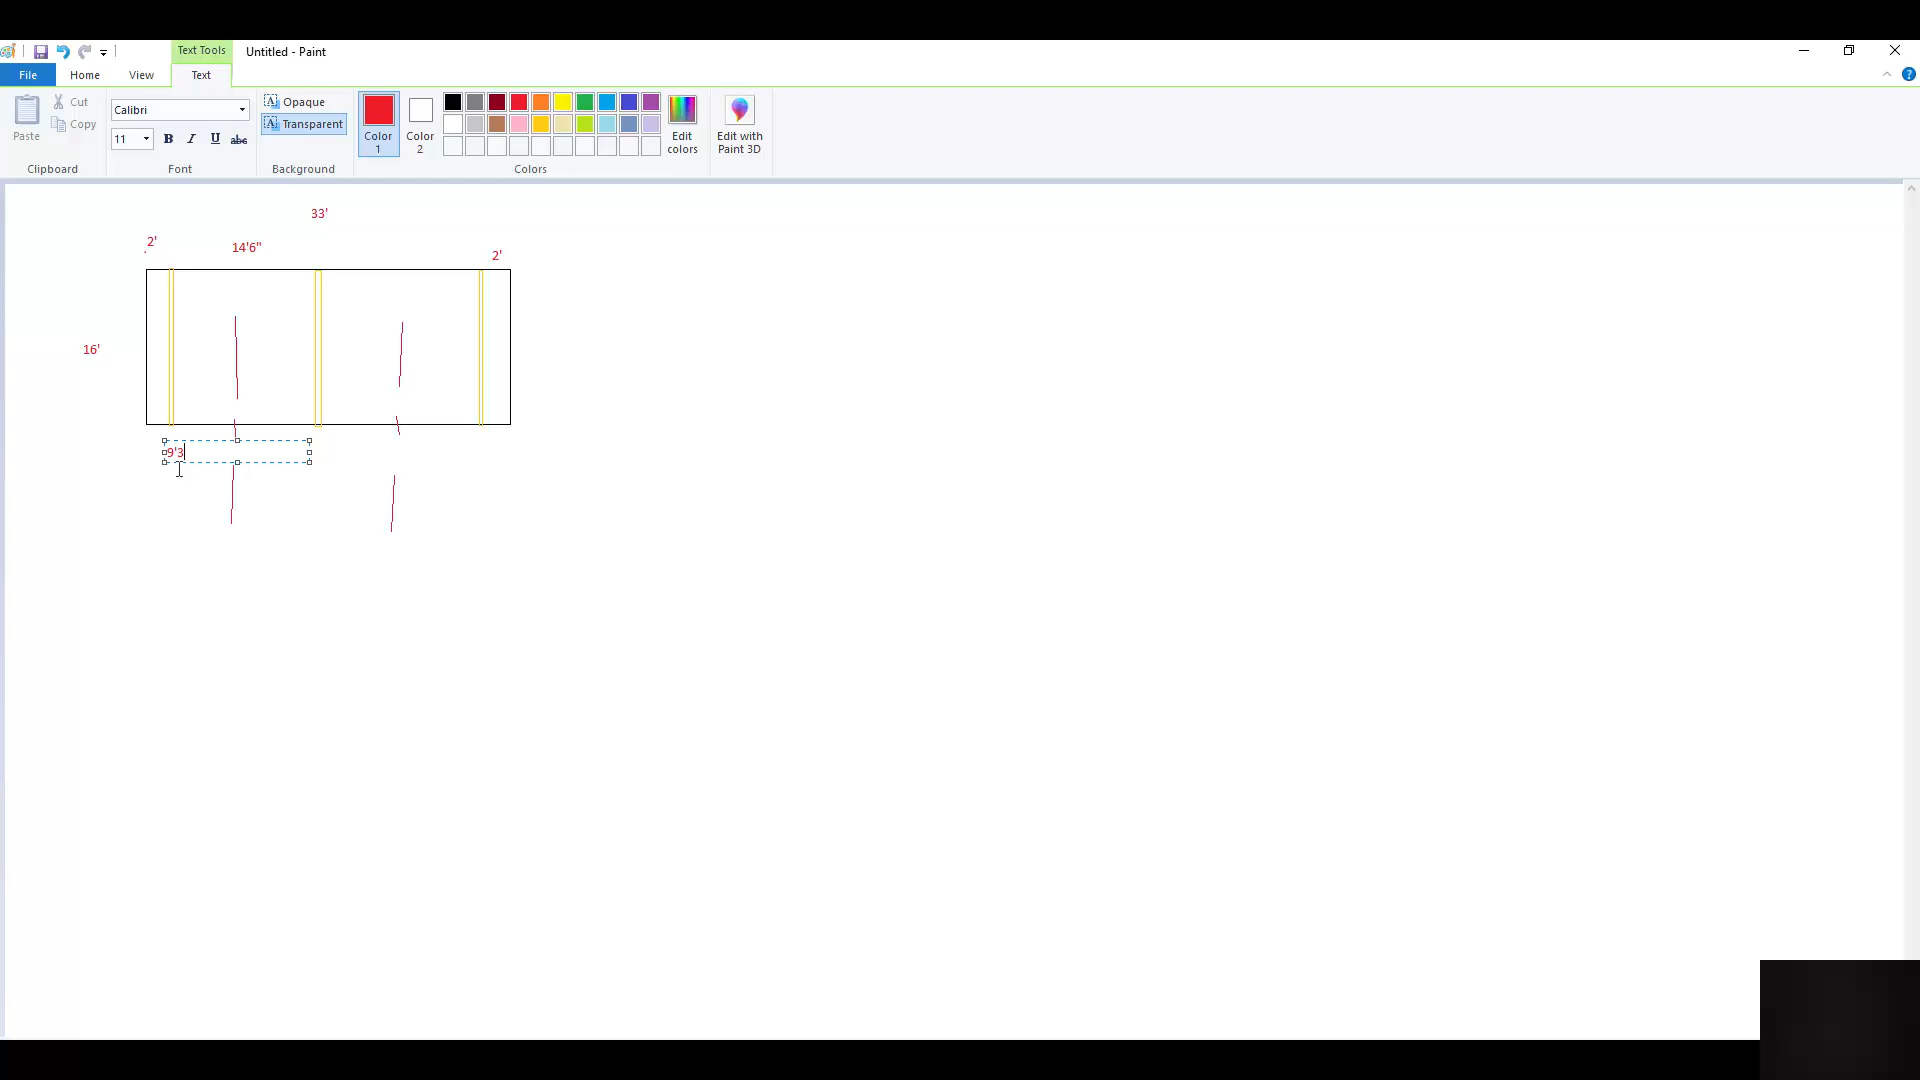 Text Tools
Untitled - Paint
File
Home
View
Text
Paste
Cut
Copy
Clipboard
Calibri
11
B
I
U
abc
Font
Opaque
Transparent
Background
Color
1
Color
2
Edit
colors
Edit with
Paint 3D
Colors
33'
2'
14'6"
2'
16'
9'3